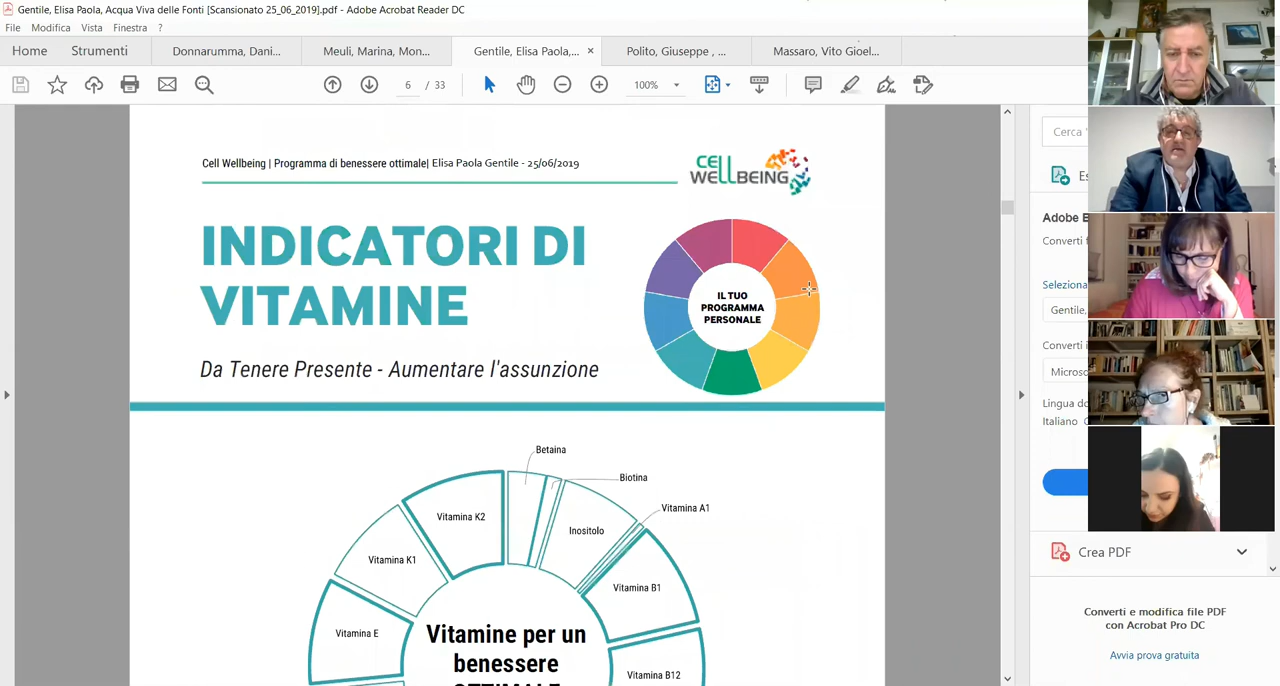 Gentile, Elisa Paola, Acqua Viva delle Fonti [Scansionato 25_06_2019].pdf - Adobe Acrobat Reader DC
File Modifica Vista Finestra ?
Home Strumenti Donnarumma, Dani... Meuli, Marina, Mon... Gentile, Elisa Paola,... × Polito, Giuseppe , ... Massaro, Vito Gioel...
6 / 33 100%
Cell Wellbeing | Programma di benessere ottimale| Elisa Paola Gentile - 25/06/2019
CELL
WELLBEING
INDICATORI DI
VITAMINE
IL TUO
PROGRAMMA
PERSONALE
Da Tenere Presente - Aumentare l'assunzione
Betaina
Biotina
Vitamina A1
Vitamina K2
Inositolo
Vitamina K1
Vitamina B1
Vitamina E
Vitamina B12
Vitamine per un
benessere
Cerca
Es
Adobe
Converti
Seleziona
Gentile,
Converti
Micros
Lingua
Italiano
Crea PDF
Converti e modifica file PDF
con Acrobat Pro DC
Avvia prova gratuita